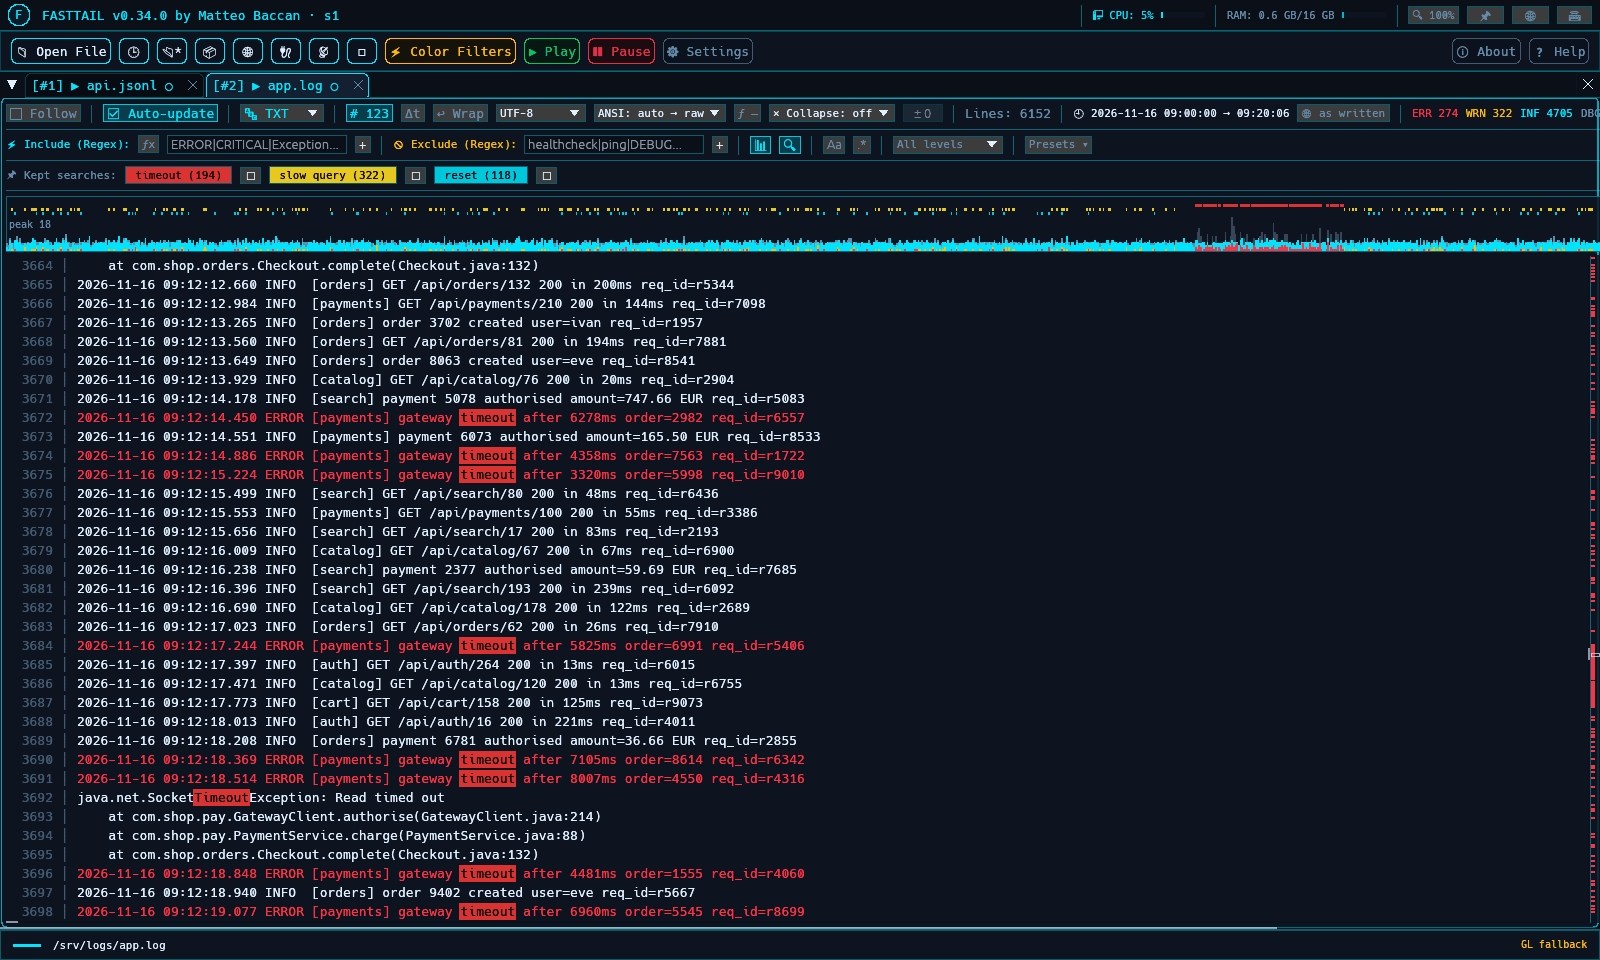 F FASTTAIL v0.34.0 by Matteo Baccan · s1 CPU: 5% RAM: 0.6 GB/16 GB 100%
Open File * Color Filters Play Pause Settings About ? Help
[#1] ▶ api.jsonl ○ × [#2] ▶ app.log ○ ×
Follow Auto-update TXT # 123 Δt ↩ Wrap UTF-8 ANSI: auto → raw ƒ — × Collapse: off ±0 Lines: 6152 2026-11-16 09:00:00 → 09:20:06 as written ERR 274 WRN 322 INF 4705 DBG
Include (Regex): ƒx ERROR|CRITICAL|Exception... + Exclude (Regex): healthcheck|ping|DEBUG... + Aa .* All levels Presets ▾
Kept searches: timeout (194) slow query (322) reset (118)
peak 18
3664 at com.shop.orders.Checkout.complete(Checkout.java:132)
3665 2026-11-16 09:12:12.660 INFO [orders] GET /api/orders/132 200 in 200ms req_id=r5344
3666 2026-11-16 09:12:12.984 INFO [payments] GET /api/payments/210 200 in 144ms req_id=r7098
3667 2026-11-16 09:12:13.265 INFO [orders] order 3702 created user=ivan req_id=r1957
3668 2026-11-16 09:12:13.560 INFO [orders] GET /api/orders/81 200 in 194ms req_id=r7881
3669 2026-11-16 09:12:13.649 INFO [orders] order 8063 created user=eve req_id=r8541
3670 2026-11-16 09:12:13.929 INFO [catalog] GET /api/catalog/76 200 in 20ms req_id=r2904
3671 2026-11-16 09:12:14.178 INFO [search] payment 5078 authorised amount=747.66 EUR req_id=r5083
3672 2026-11-16 09:12:14.450 ERROR [payments] gateway timeout after 6278ms order=2982 req_id=r6557
3673 2026-11-16 09:12:14.551 INFO [payments] payment 6073 authorised amount=165.50 EUR req_id=r8533
3674 2026-11-16 09:12:14.886 ERROR [payments] gateway timeout after 4358ms order=7563 req_id=r1722
3675 2026-11-16 09:12:15.224 ERROR [payments] gateway timeout after 3320ms order=5998 req_id=r9010
3676 2026-11-16 09:12:15.499 INFO [search] GET /api/search/80 200 in 48ms req_id=r6436
3677 2026-11-16 09:12:15.553 INFO [payments] GET /api/payments/100 200 in 55ms req_id=r3386
3678 2026-11-16 09:12:15.656 INFO [search] GET /api/search/17 200 in 83ms req_id=r2193
3679 2026-11-16 09:12:16.009 INFO [catalog] GET /api/catalog/67 200 in 67ms req_id=r6900
3680 2026-11-16 09:12:16.238 INFO [search] payment 2377 authorised amount=59.69 EUR req_id=r7685
3681 2026-11-16 09:12:16.396 INFO [search] GET /api/search/193 200 in 239ms req_id=r6092
3682 2026-11-16 09:12:16.690 INFO [catalog] GET /api/catalog/178 200 in 122ms req_id=r2689
3683 2026-11-16 09:12:17.023 INFO [orders] GET /api/orders/62 200 in 26ms req_id=r7910
3684 2026-11-16 09:12:17.244 ERROR [payments] gateway timeout after 5825ms order=6991 req_id=r5406
3685 2026-11-16 09:12:17.397 INFO [auth] GET /api/auth/264 200 in 13ms req_id=r6015
3686 2026-11-16 09:12:17.471 INFO [catalog] GET /api/catalog/120 200 in 13ms req_id=r6755
3687 2026-11-16 09:12:17.773 INFO [cart] GET /api/cart/158 200 in 125ms req_id=r9073
3688 2026-11-16 09:12:18.013 INFO [auth] GET /api/auth/16 200 in 221ms req_id=r4011
3689 2026-11-16 09:12:18.208 INFO [orders] payment 6781 authorised amount=36.66 EUR req_id=r2855
3690 2026-11-16 09:12:18.369 ERROR [payments] gateway timeout after 7105ms order=8614 req_id=r6342
3691 2026-11-16 09:12:18.514 ERROR [payments] gateway timeout after 8007ms order=4550 req_id=r4316
3692 java.net.SocketTimeoutException: Read timed out
3693 at com.shop.pay.GatewayClient.authorise(GatewayClient.java:214)
3694 at com.shop.pay.PaymentService.charge(PaymentService.java:88)
3695 at com.shop.orders.Checkout.complete(Checkout.java:132)
3696 2026-11-16 09:12:18.848 ERROR [payments] gateway timeout after 4481ms order=1555 req_id=r4060
3697 2026-11-16 09:12:18.940 INFO [orders] order 9402 created user=eve req_id=r5667
3698 2026-11-16 09:12:19.077 ERROR [payments] gateway timeout after 6960ms order=5545 req_id=r8699
/srv/logs/app.log GL fallback